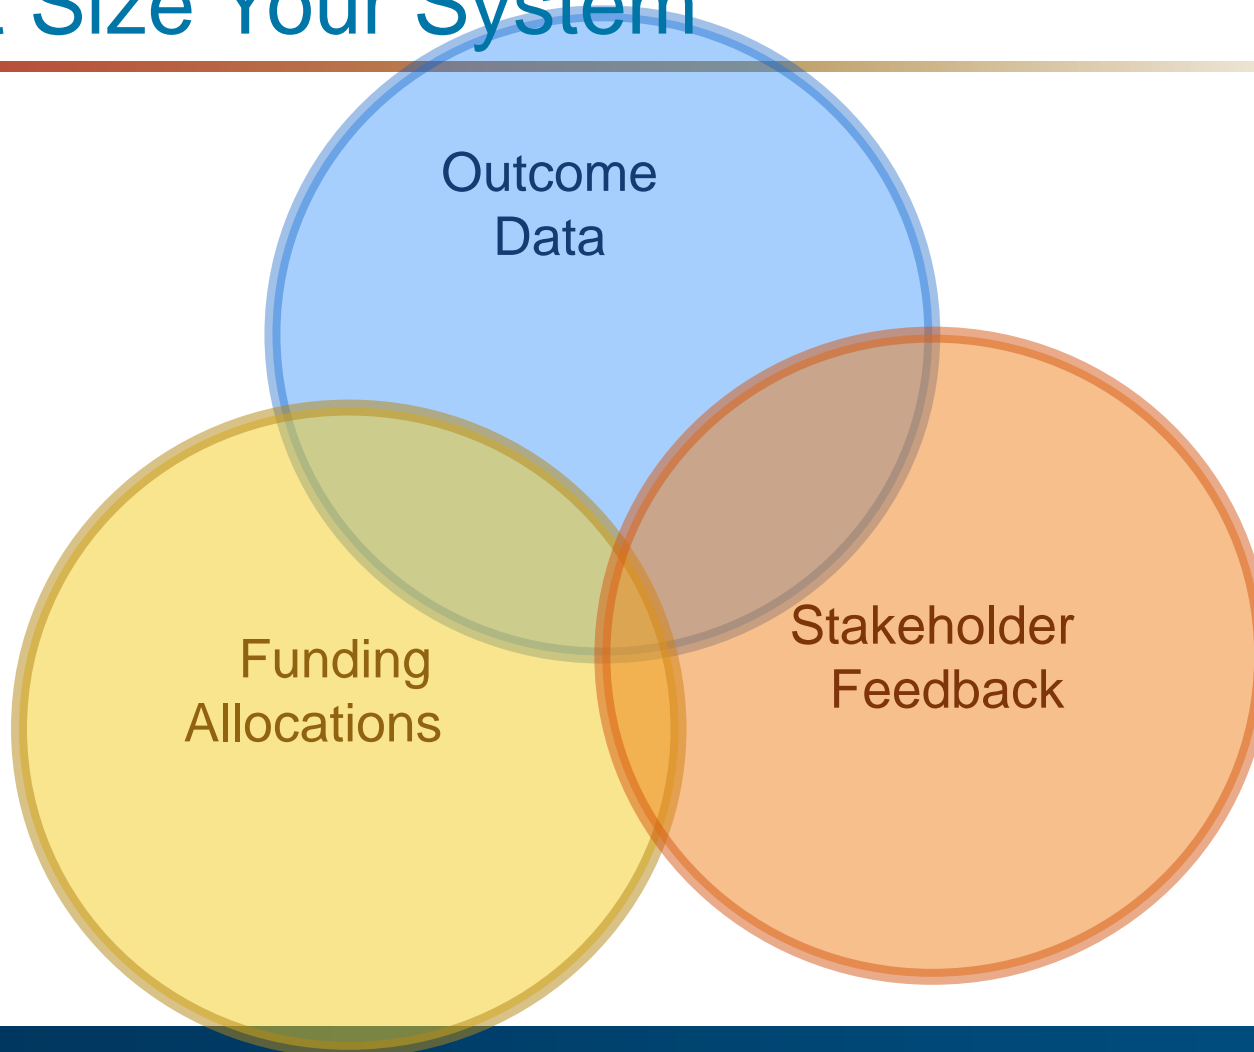 Size Your System
Outcome
Data
Stakeholder
Feedback
Funding
Allocations